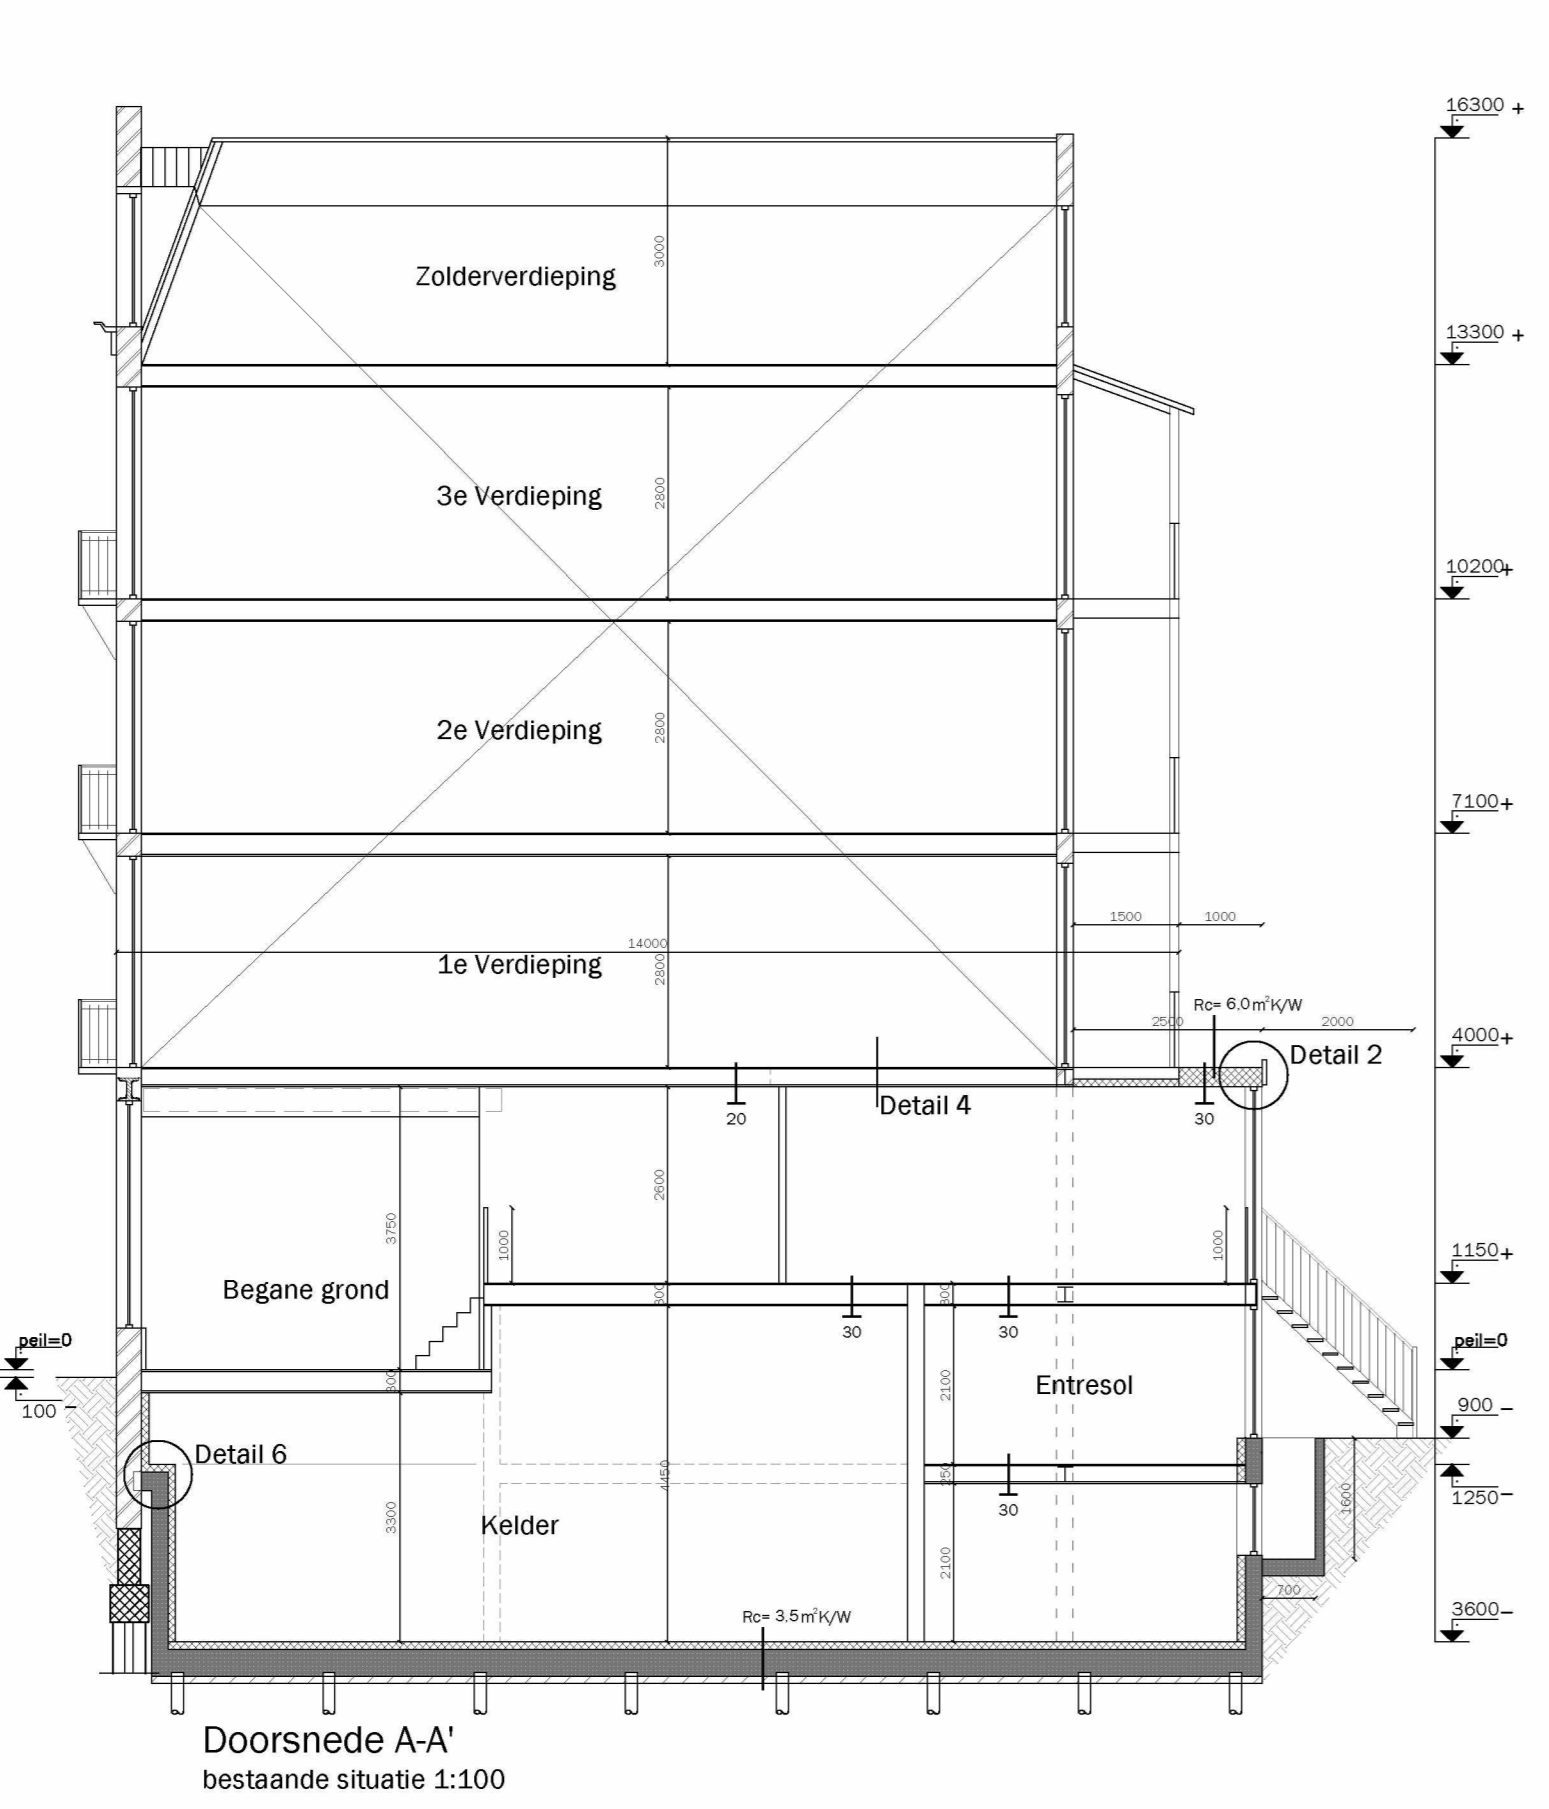 16300 +
3000
Zolderverdieping
13300 +
3e Verdieping
2800
10200+
2e Verdieping
2800
7100+
1500
1000
14000
1e Verdieping
2800
Rc= 6,0m²K/W
2500
2000
4000+
Detail 2
20
Detail 4
30
2600
3750
1000
1000
1150+
Begane grond
300
300
30
30
peil=0
peil=0
300
100 -
2100
Entresol
900 -
Detail 6
4450
250
1250-
30
1600
3300
Kelder
2100
700
Rc= 3,5m²K/W
3600-
Doorsnede A-A'
bestaande situatie 1:100